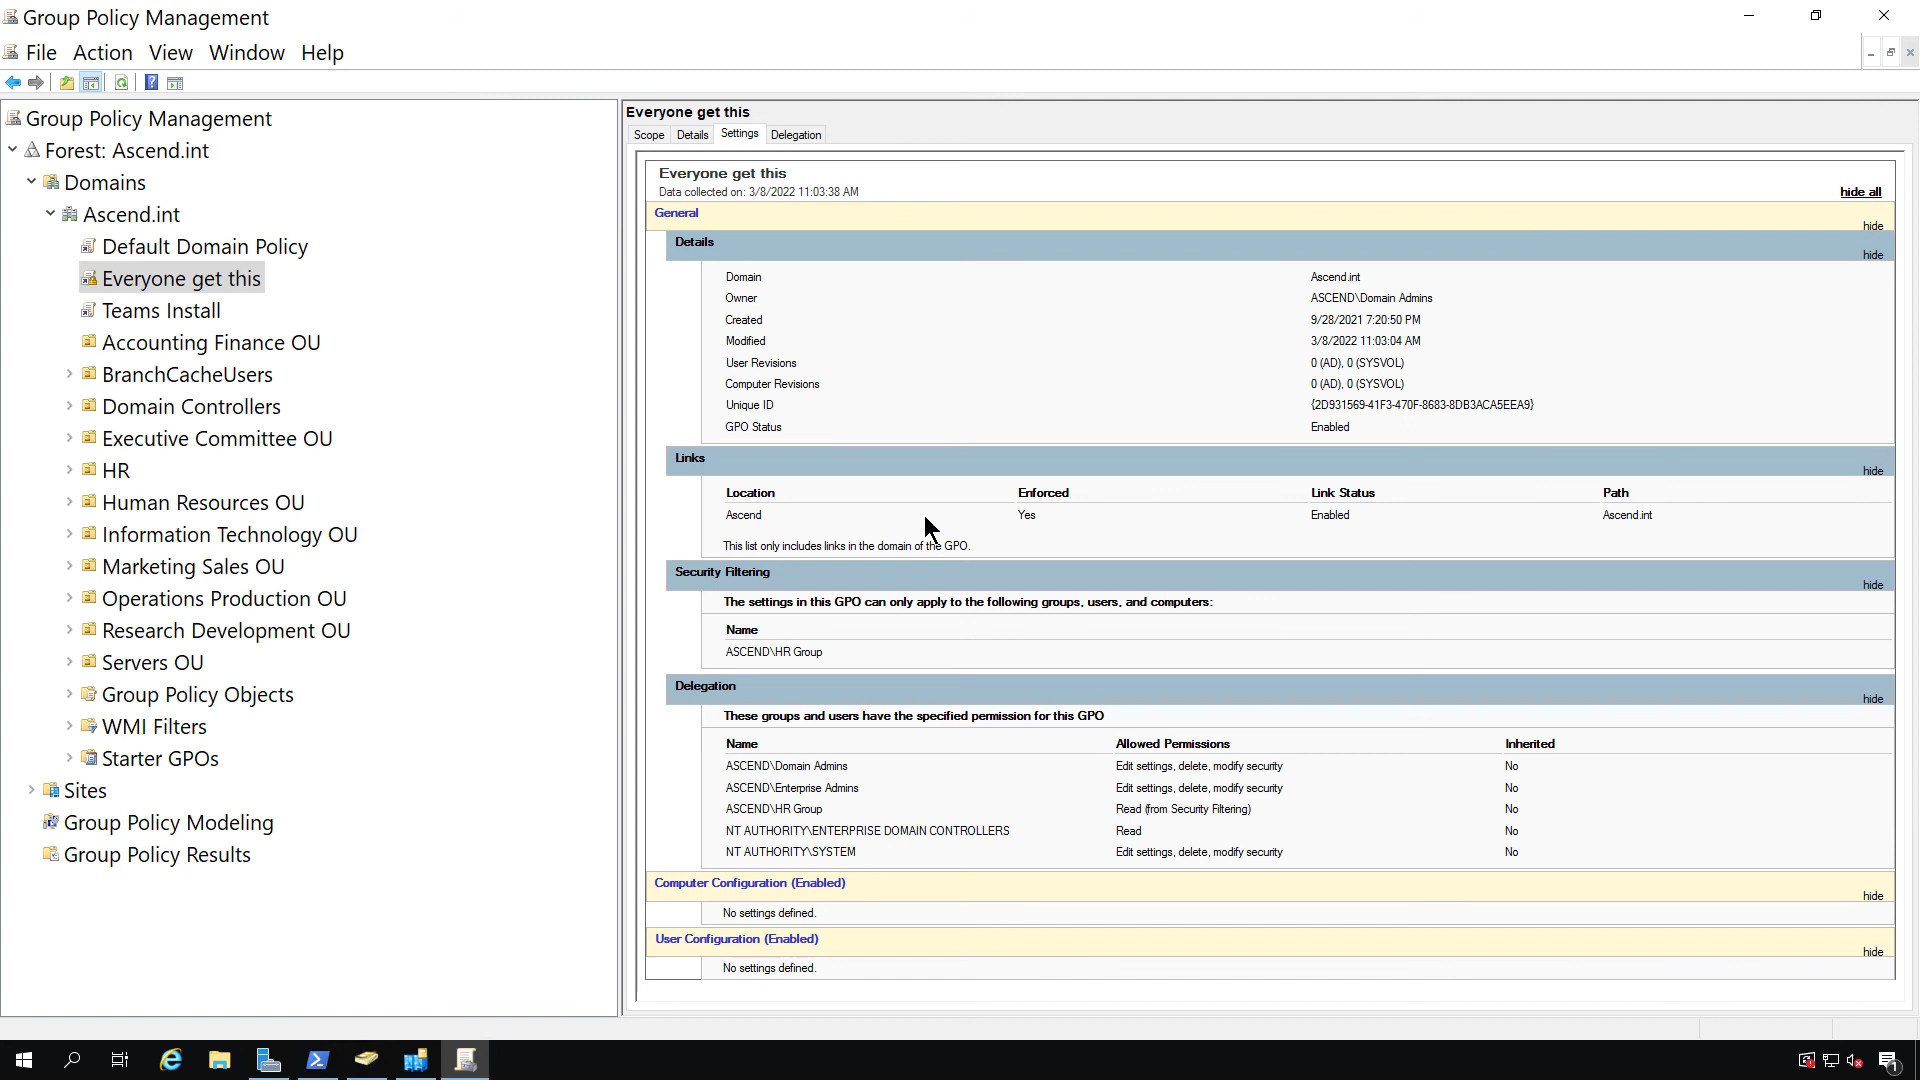 Group Policy Management
File Action View Window Help
Group Policy Management
Forest: Ascend.int
Domains
Ascend.int
Default Domain Policy
Everyone get this
Teams Install
Accounting Finance OU
BranchCacheUsers
Domain Controllers
Executive Committee OU
HR
Human Resources OU
Information Technology OU
Marketing Sales OU
Operations Production OU
Research Development OU
Servers OU
Group Policy Objects
WMI Filters
Starter GPOs
Sites
Group Policy Modeling
Group Policy Results
Everyone get this
Scope Details Settings Delegation
Everyone get this
Data collected on: 3/8/2022 11:03:38 AM hide all
General hide
Details hide
Domain Ascend.int
Owner ASCEND\Domain Admins
Created 9/28/2021 7:20:50 PM
Modified 3/8/2022 11:03:04 AM
User Revisions 0 (AD), 0 (SYSVOL)
Computer Revisions 0 (AD), 0 (SYSVOL)
Unique ID {2D931569-41F3-470F-8683-8DB3ACA5EEA9}
GPO Status Enabled
Links hide
Location Enforced Link Status Path
Ascend Yes Enabled Ascend.int
This list only includes links in the domain of the GPO.
Security Filtering hide
The settings in this GPO can only apply to the following groups, users, and computers:
Name
ASCEND\HR Group
Delegation hide
These groups and users have the specified permission for this GPO
Name Allowed Permissions Inherited
ASCEND\Domain Admins Edit settings, delete, modify security No
ASCEND\Enterprise Admins Edit settings, delete, modify security No
ASCEND\HR Group Read (from Security Filtering) No
NT AUTHORITY\ENTERPRISE DOMAIN CONTROLLERS Read No
NT AUTHORITY\SYSTEM Edit settings, delete, modify security No
Computer Configuration (Enabled) hide
No settings defined.
User Configuration (Enabled) hide
No settings defined.
1